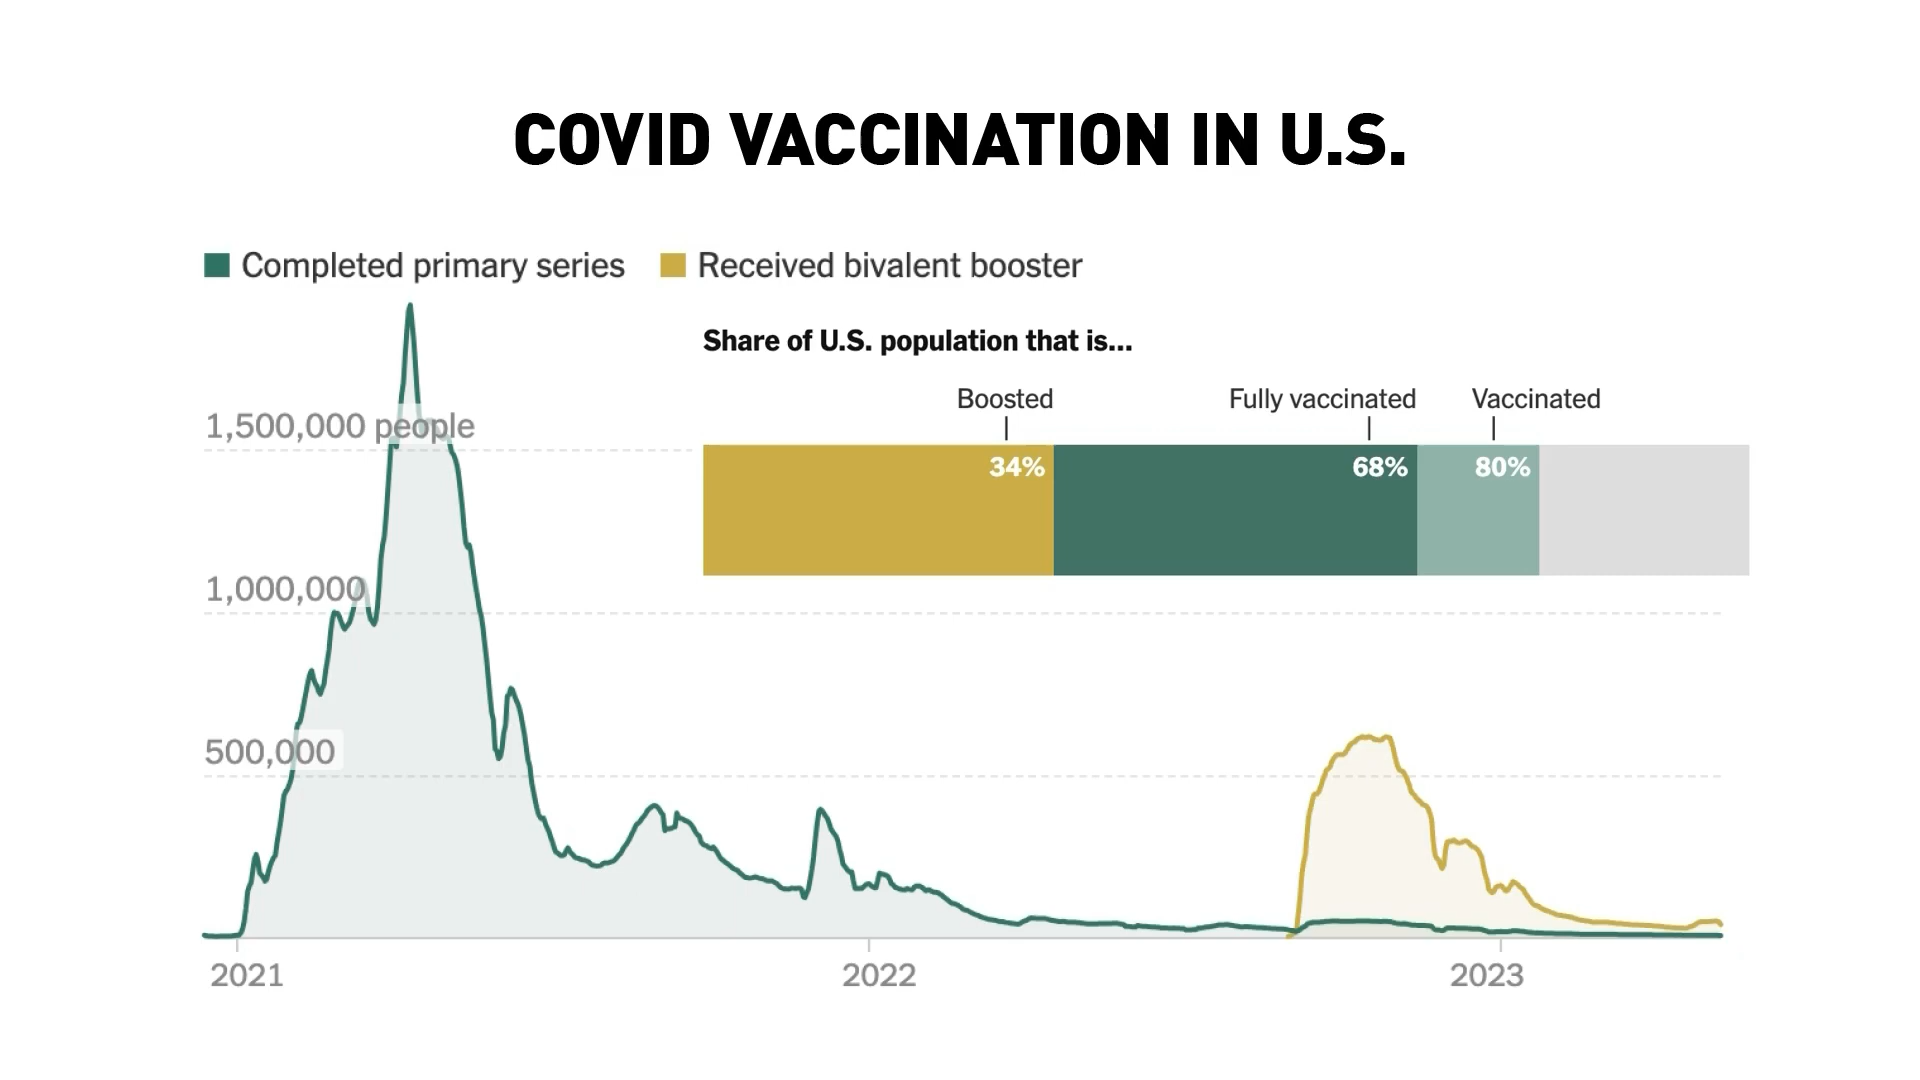 COVID VACCINATION IN U.S.
Completed primary series Received bivalent booster
Share of U.S. population that is...
Boosted Fully vaccinated Vaccinated
1,500,000 people
34% 68% 80%
1,000,000
500,000
2021 2022 2023